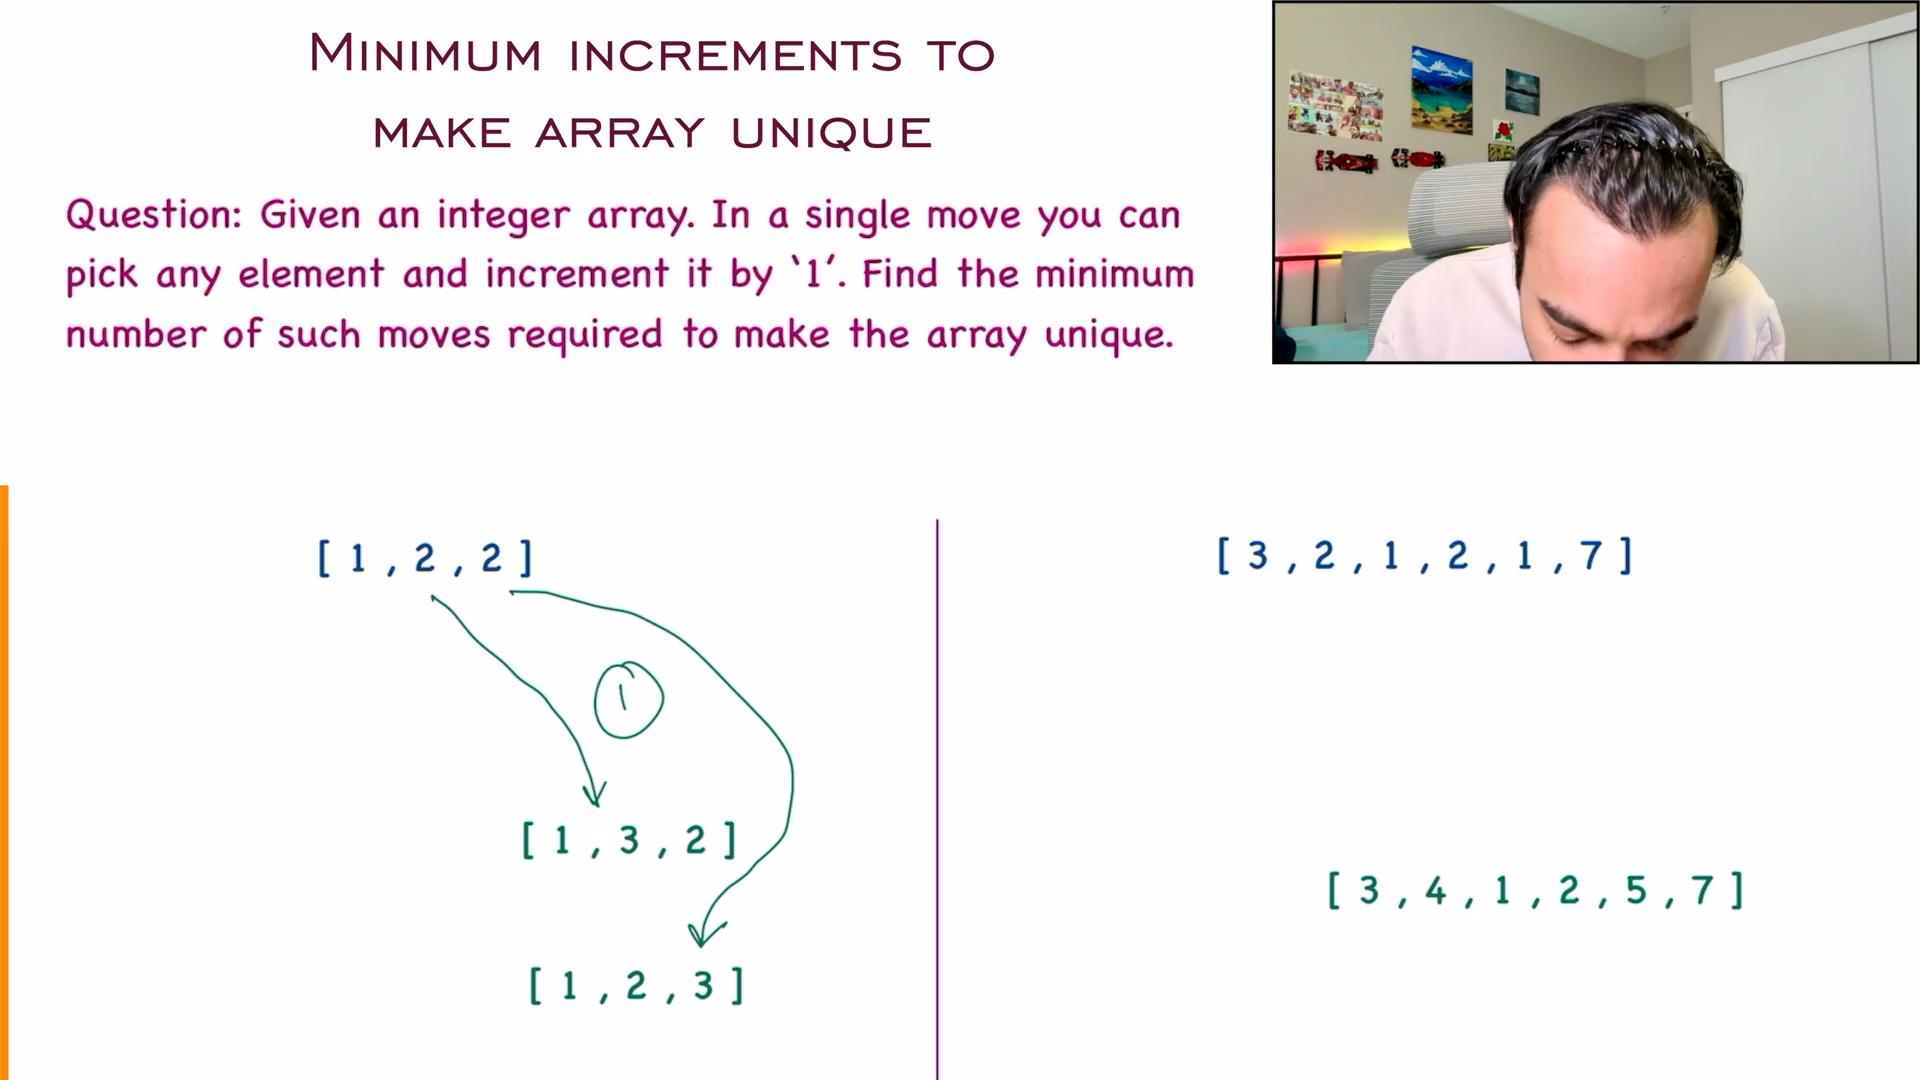 MINIMUM INCREMENTS TO
MAKE ARRAY UNIQUE
Question: Given an integer array. In a single move you can
pick any element and increment it by ‘1’. Find the minimum
number of such moves required to make the array unique.
[ 1 , 2 , 2 ]
1
[ 1 , 3 , 2 ]
[ 1 , 2 , 3 ]
[ 3 , 2 , 1 , 2 , 1 , 7 ]
[ 3 , 4 , 1 , 2 , 5 , 7 ]